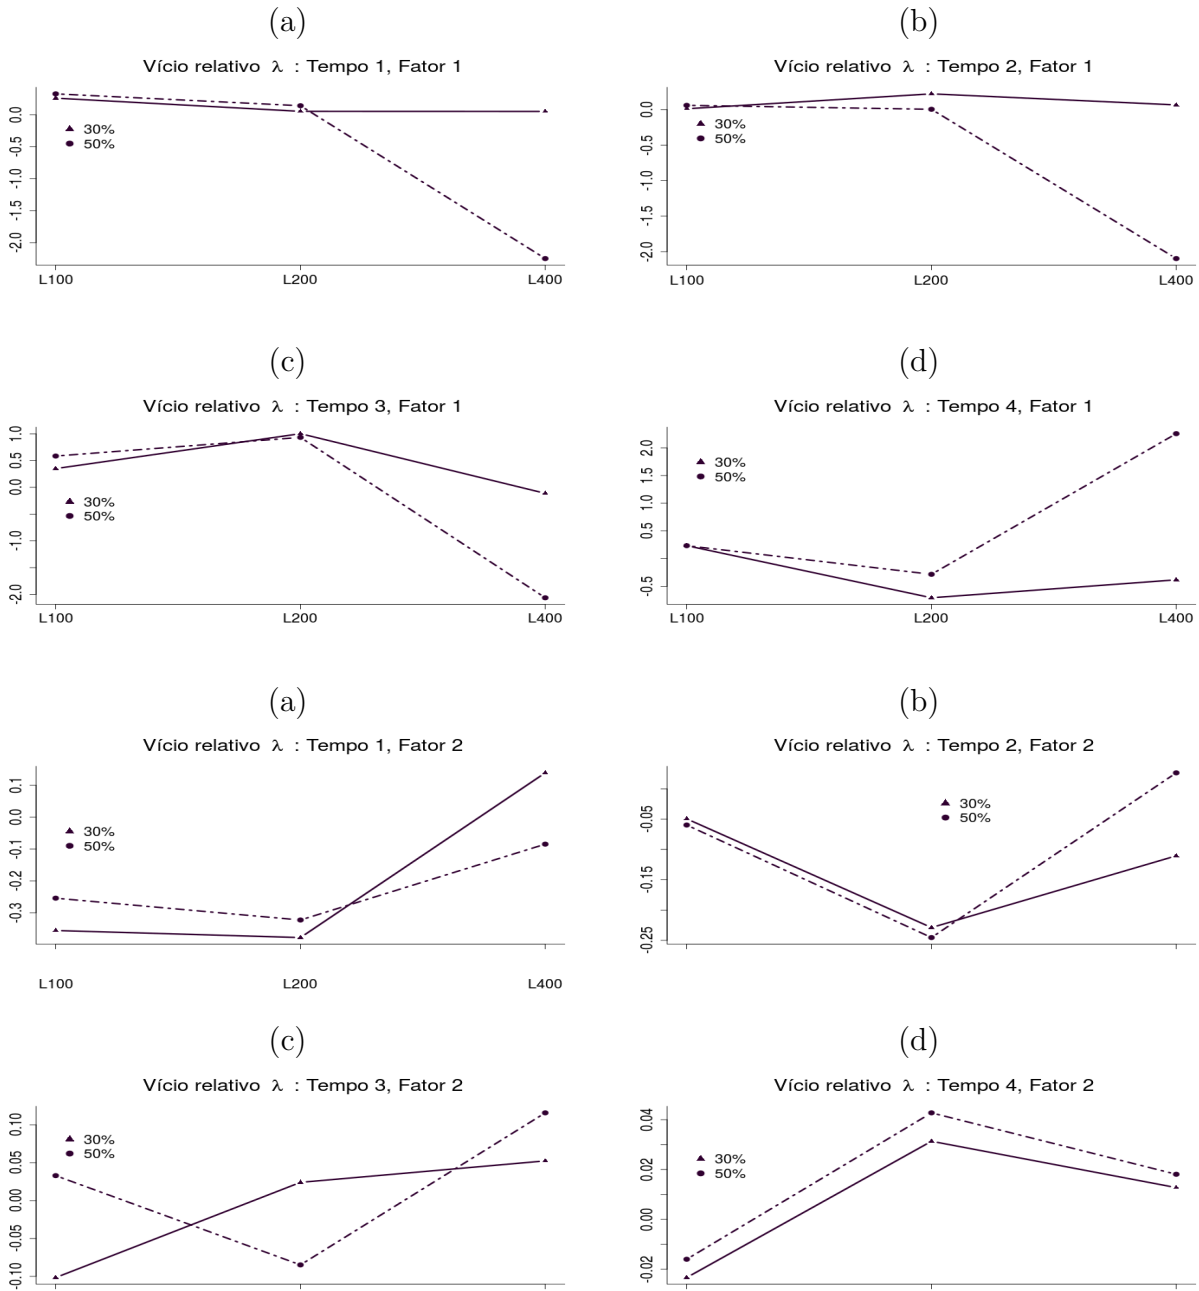 (a)
Vício relativo λ : Tempo 1, Fator 1
0.0
-0.5
-1.0
-1.5
-2.0
30%
50%
L100 L200 L400
(b)
Vício relativo λ : Tempo 2, Fator 1
0.0
-0.5
-1.0
-1.5
-2.0
30%
50%
L100 L200 L400
(c)
Vício relativo λ : Tempo 3, Fator 1
1.0
0.5
0.0
-1.0
-2.0
30%
50%
L100 L200 L400
(d)
Vício relativo λ : Tempo 4, Fator 1
2.0
1.5
1.0
0.5
-0.5
30%
50%
L100 L200 L400
(a)
Vício relativo λ : Tempo 1, Fator 2
0.1
0.0
-0.1
-0.2
-0.3
30%
50%
L100 L200 L400
(b)
Vício relativo λ : Tempo 2, Fator 2
-0.05
-0.15
-0.25
30%
50%
(c)
Vício relativo λ : Tempo 3, Fator 2
0.10
0.05
0.00
-0.05
-0.10
30%
50%
(d)
Vício relativo λ : Tempo 4, Fator 2
0.04
0.02
0.00
-0.02
30%
50%